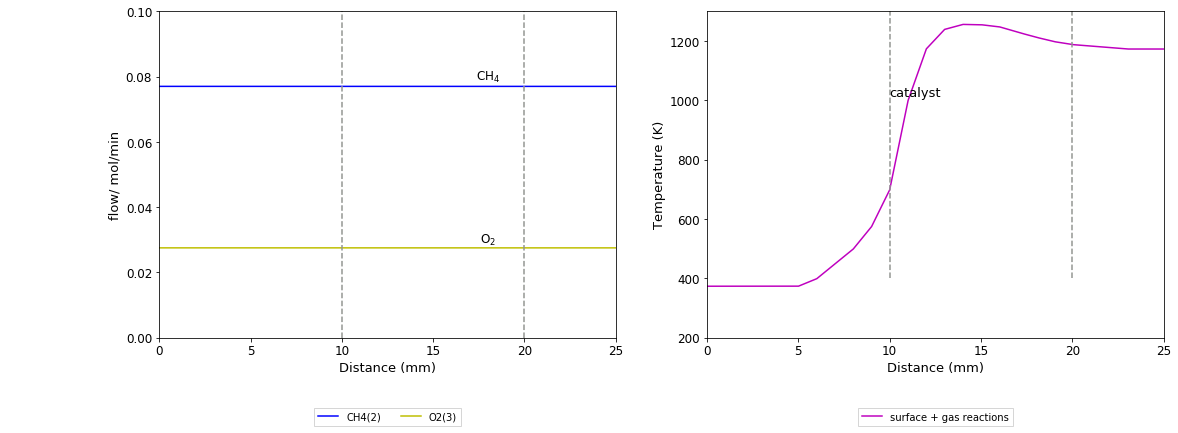 0.10
0.08
0.06
0.04
0.02
0.00
flow/ mol/min
CH₄
O₂
0 5 10 15 20 25
Distance (mm)
CH4(2) O2(3)
1200
1000
800
600
400
200
Temperature (K)
catalyst
0 5 10 15 20 25
Distance (mm)
surface + gas reactions